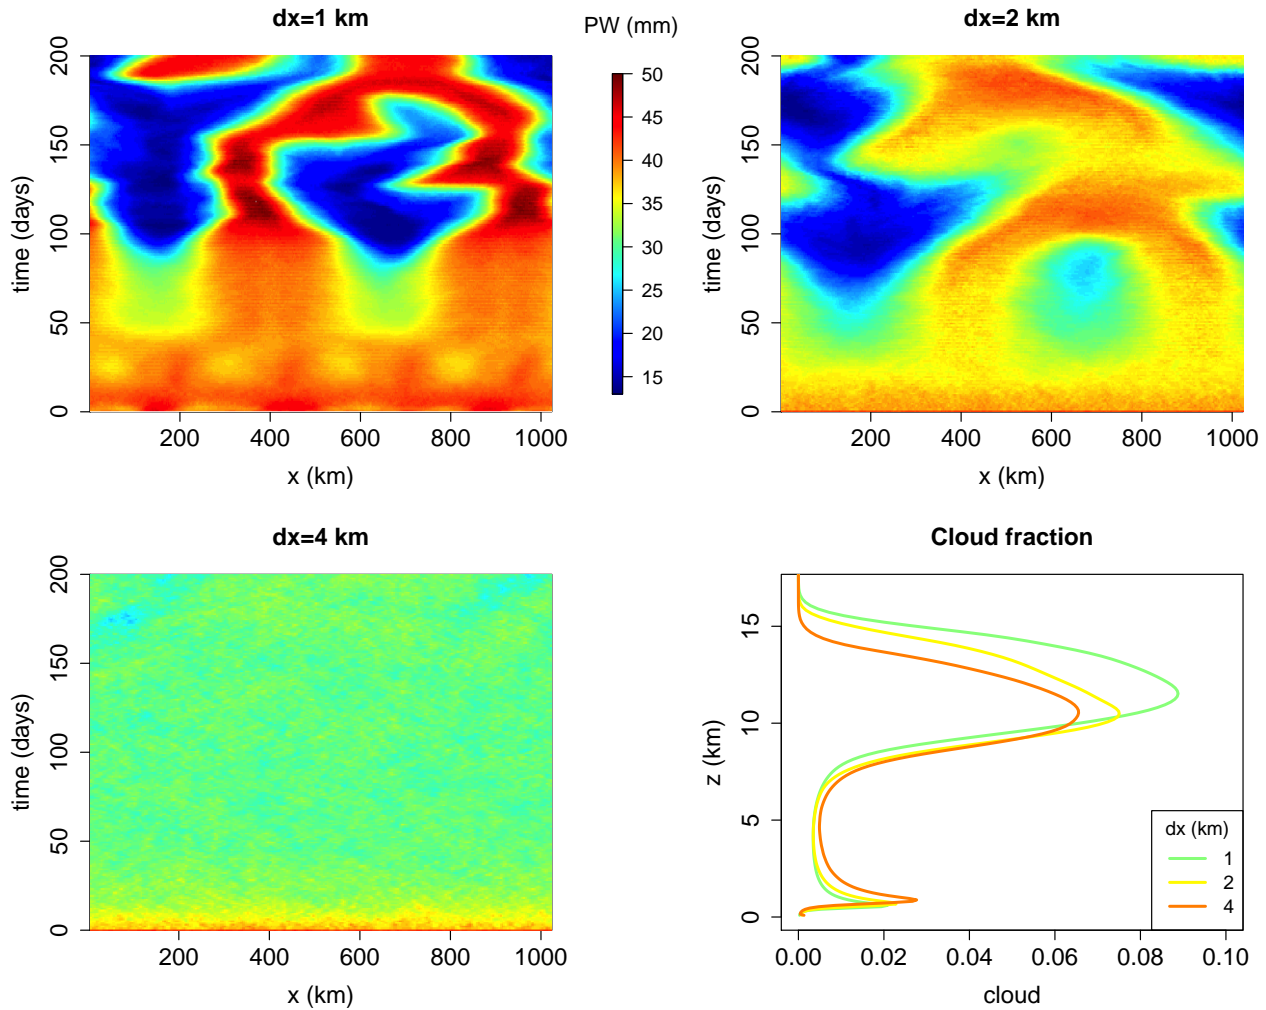 dx=1 km
PW (mm)
dx=2 km
time (days)
0 50 100 150 200
200 400 600 800 1000
x (km)
50
45
40
35
30
25
20
15
time (days)
0 50 100 150 200
200 400 600 800 1000
x (km)
dx=4 km
Cloud fraction
time (days)
0 50 100 150 200
200 400 600 800 1000
x (km)
z (km)
0 5 10 15
0.00 0.02 0.04 0.06 0.08 0.10
cloud
dx (km)
1
2
4